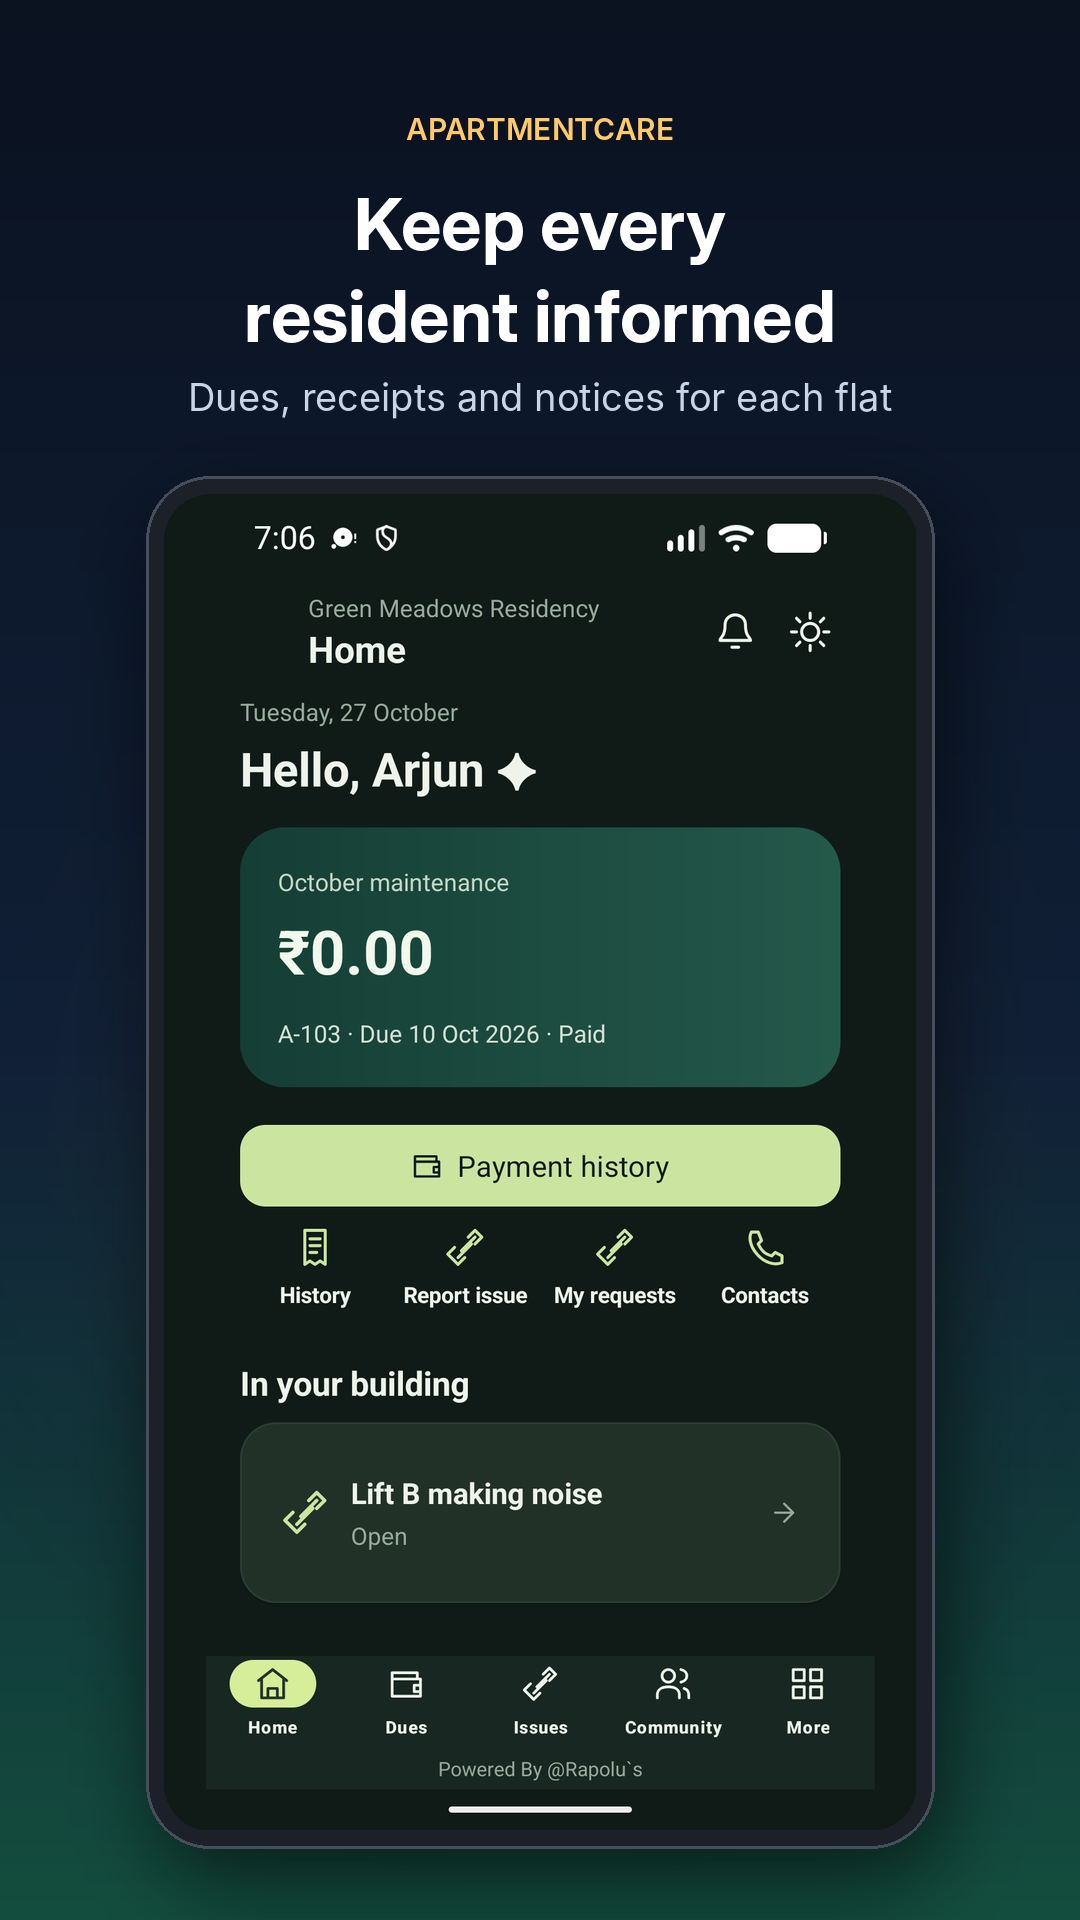 APARTMENTCARE
Keep every
resident informed
Dues, receipts and notices for each flat
7:06
Green Meadows Residency
Home
Tuesday, 27 October
Hello, Arjun ✦
October maintenance
₹0.00
A-103 · Due 10 Oct 2026 · Paid
Payment history
History Report issue My requests Contacts
In your building
Lift B making noise
Open
Home Dues Issues Community More
Powered By @Rapolu`s